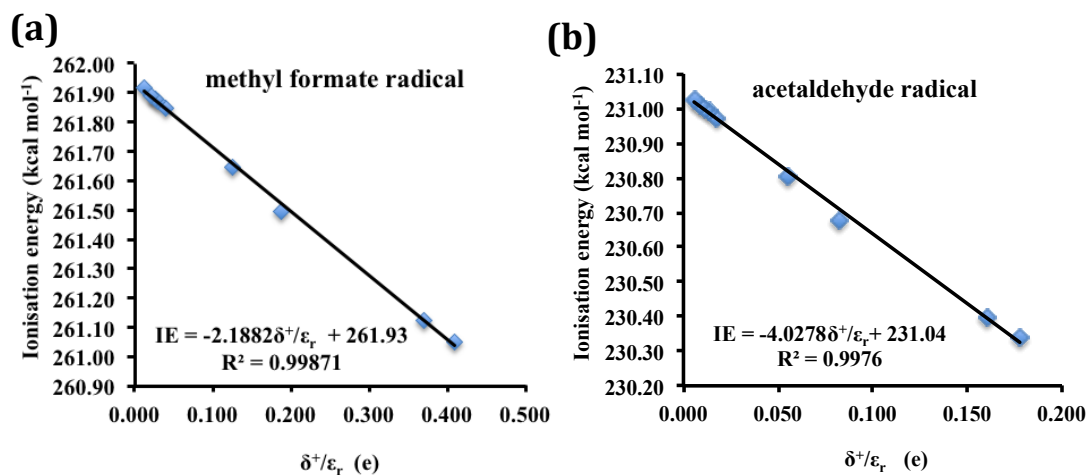 (a)
methyl formate radical
Ionisation energy (kcal mol⁻¹)
262.00
261.90
261.80
261.70
261.60
261.50
261.40
261.30
261.20
261.10
261.00
260.90
IE = -2.1882δ⁺/εᵣ + 261.93
R² = 0.99871
0.000 0.100 0.200 0.300 0.400 0.500
δ⁺/εᵣ (e)
(b)
acetaldehyde radical
Ionisation energy (kcal mol⁻¹)
231.10
231.00
230.90
230.80
230.70
230.60
230.50
230.40
230.30
230.20
IE = -4.0278δ⁺/εᵣ+ 231.04
R² = 0.9976
0.000 0.050 0.100 0.150 0.200
δ⁺/εᵣ (e)